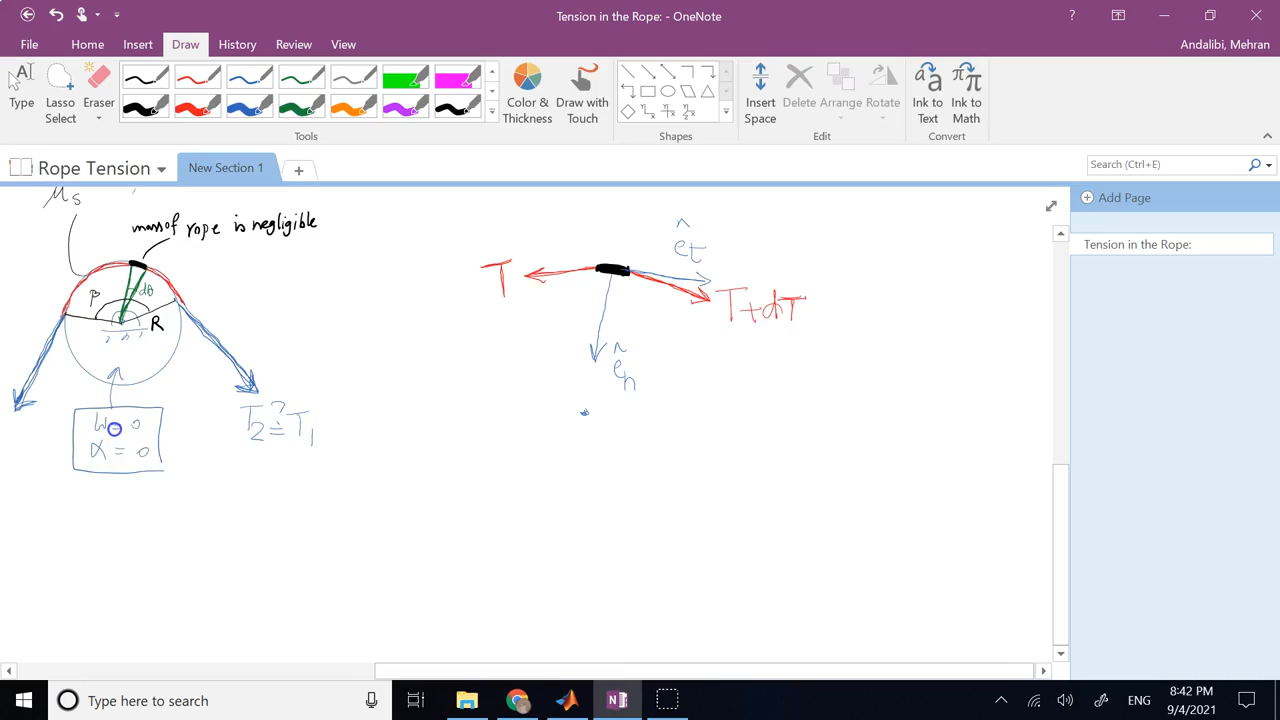 Tension in the Rope: - OneNote
File Home Insert Draw History Review View
Andalibi, Mehran
Type
Lasso Select
Eraser
Color & Thickness
Draw with Touch
Insert Space
Delete
Arrange
Rotate
Ink to Text
Ink to Math
Tools
Shapes
Edit
Convert
Rope Tension
New Section 1
Search (Ctrl+E)
Add Page
Tension in the Rope:
μs
mass of rope is negligible
β
dθ
R
T2 ?= T1
ω = 0
α = 0
êt
T
T+dT
ên
Type here to search
ENG
8:42 PM
9/4/2021